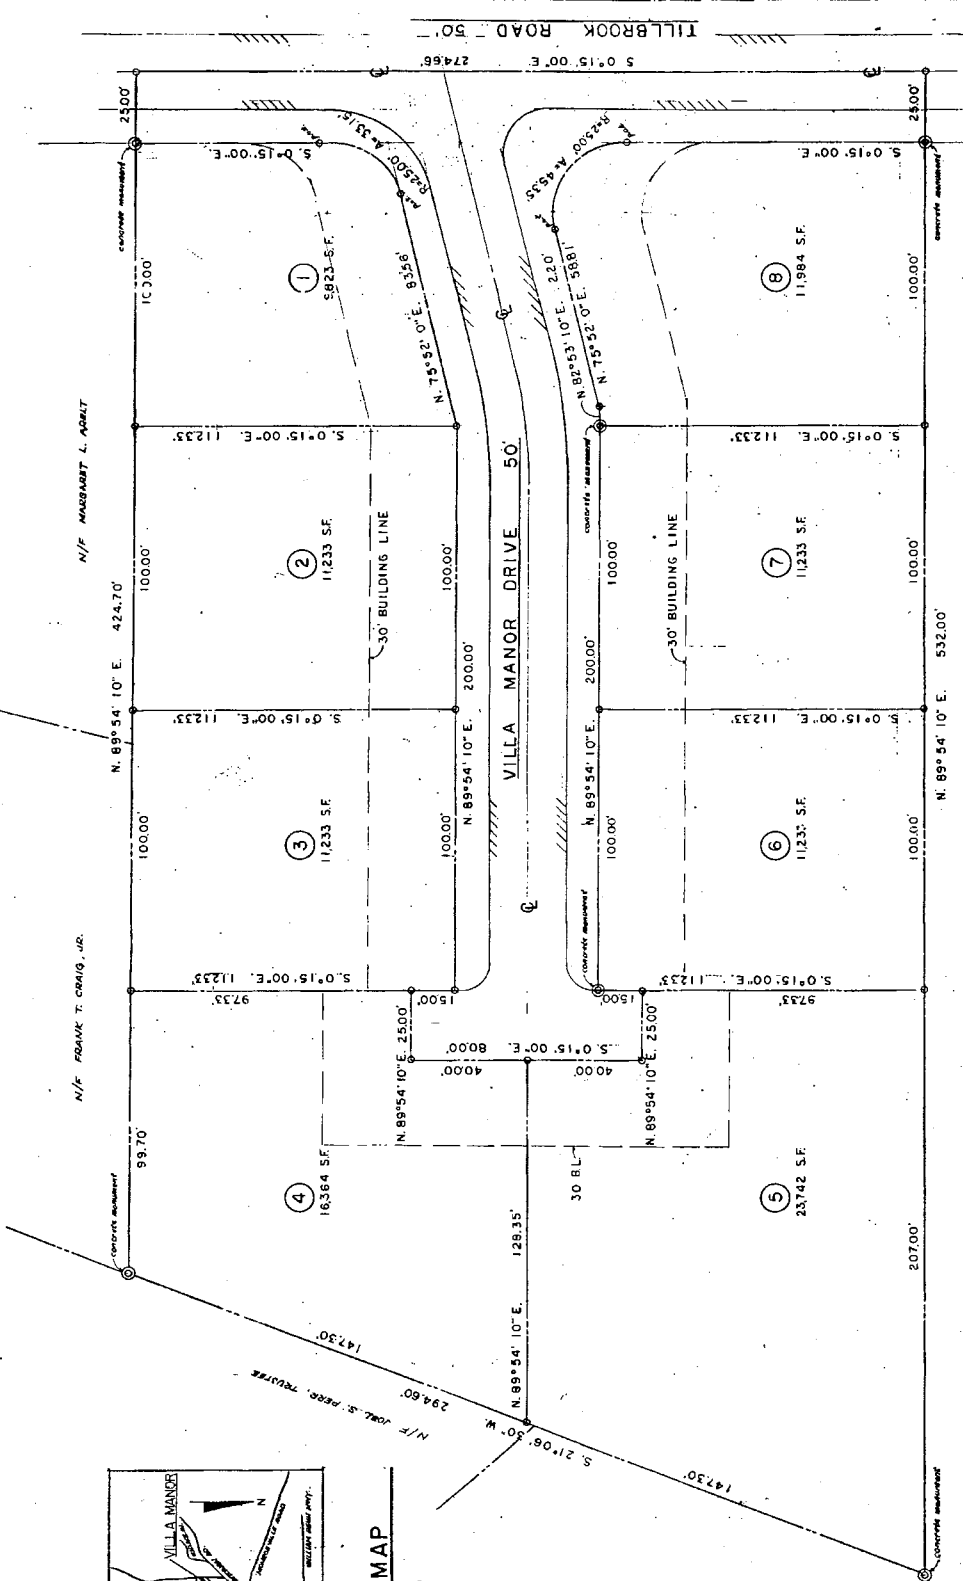 TILLBROOK ROAD 50'
S. 0°15'00" E. 274.66'
25.00'
25.00'
concrete monument
S. 0°15'00" E.
p.o.t.
R=25.00' A=33.15'
p.o.t.
R=25.00' A=45.35'
p.o.t.
p.o.t.
S. 0°15'00" E.
concrete monument
100.00'
1
9,823 S.F.
N. 75°52'0" E. 83.56'
N. 82°53'10" E. 2.20'
N. 75°52'0" E. 58.81'
8
11,984 S.F.
100.00'
N/F MARGARET L. ABELT
S. 0°15'00" E. 112.33'
concrete monument
S. 0°15'00" E. 112.33'
N. 89°54'10" E. 424.70'
100.00'
2
11,233 S.F.
30' BUILDING LINE
100.00'
VILLA MANOR DRIVE 50'
100.00'
30' BUILDING LINE
7
11,233 S.F.
100.00'
N. 89°54'10" E. 532.00'
S. 0°15'00" E. 112.33'
N. 89°54'10" E. 200.00'
N. 89°54'10" E. 200.00'
S. 0°15'00" E. 112.33'
100.00'
3
11,233 S.F.
100.00'
100.00'
6
11,233 S.F.
100.00'
N/F FRANK T. CRAIG, JR.
concrete monument
S. 0°15'00" E. 112.33'
97.33'
15.00'
15.00'
S. 0°15'00" E. 112.33'
97.33'
N. 89°54'10" E. 25.00'
S. 0°15'00" E. 80.00'
40.00'
40.00'
N. 89°54'10" E. 25.00'
99.70'
concrete monument
4
16,364 S.F.
30 B.L.
5
23,742 S.F.
207.00'
N. 89°54'10" E. 128.35'
147.30'
N/F JOEL S. PERR, TRUSTEE
294.60'
S. 21°06'30" W.
147.30'
concrete monument
VILLA MANOR
N
MONROEVILLE ROAD
WILLIAM PENN HWY.
MAP